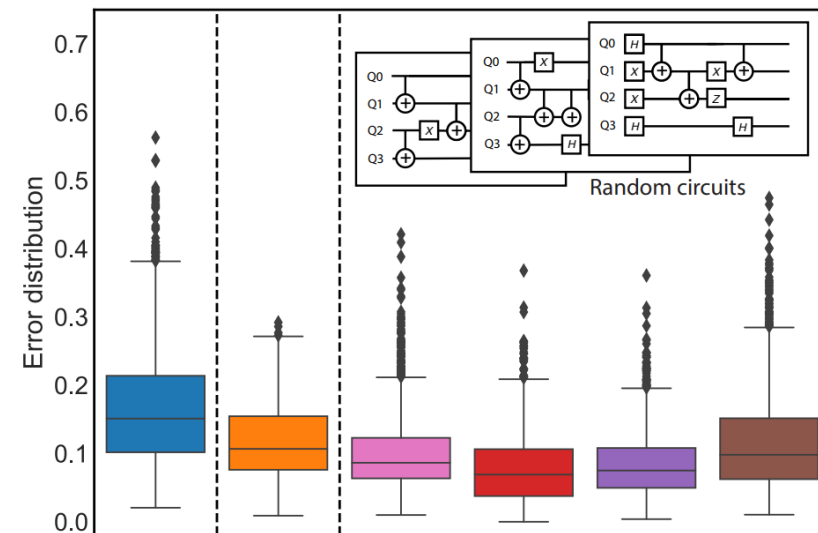 0.7
0.6
0.5
0.4
0.3
0.2
0.1
0.0
Error distribution
Q0
Q1
Q2 X
Q3
Q0 X
Q1
Q2
Q3 H
Q0 H
Q1 X X
Q2 X Z
Q3 H H
Random circuits